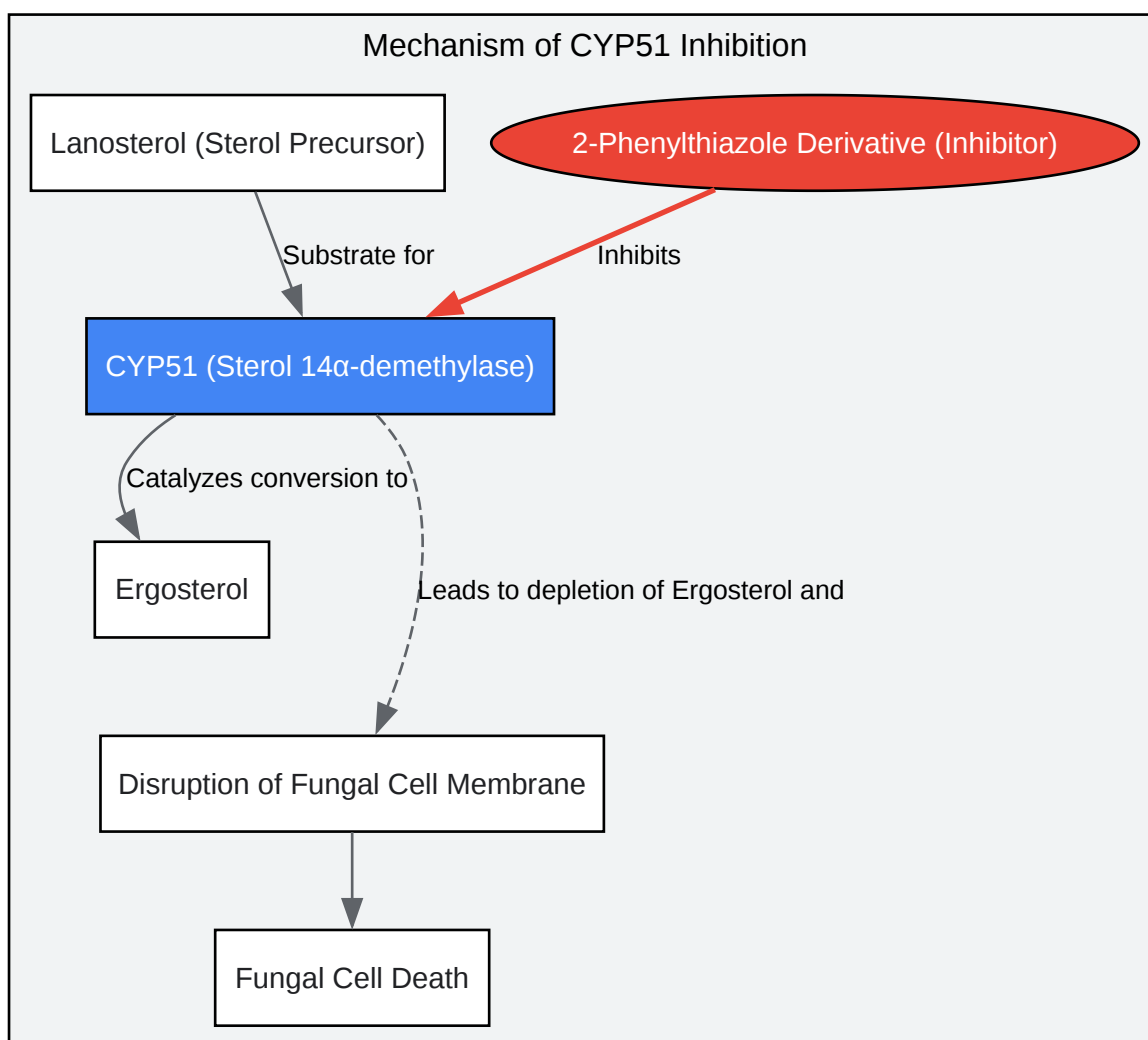 Mechanism of CYP51 Inhibition
Lanosterol (Sterol Precursor)
2-Phenylthiazole Derivative (Inhibitor)
Substrate for
Inhibits
CYP51 (Sterol 14α-demethylase)
Catalyzes conversion to
Ergosterol
Leads to depletion of Ergosterol and
Disruption of Fungal Cell Membrane
Fungal Cell Death